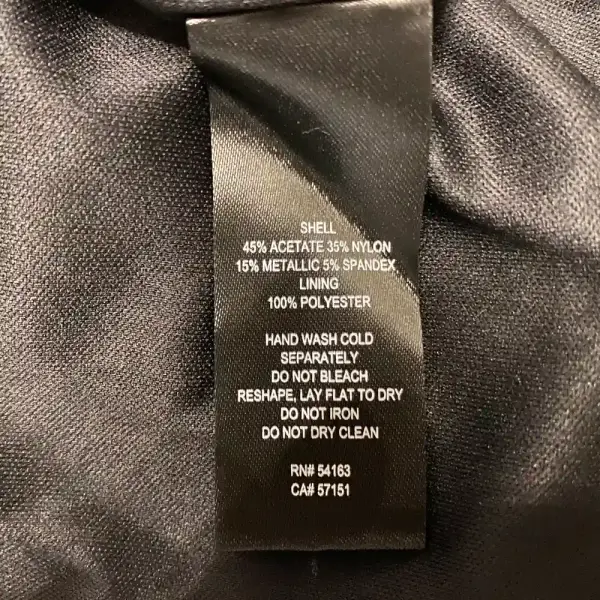 SHELL
45% ACETATE 35% NYLON
15% METALLIC 5% SPANDEX
LINING
100% POLYESTER
HAND WASH COLD
SEPARATELY
DO NOT BLEACH
RESHAPE, LAY FLAT TO DRY
DO NOT IRON
DO NOT DRY CLEAN
RN# 54163
CA# 57151